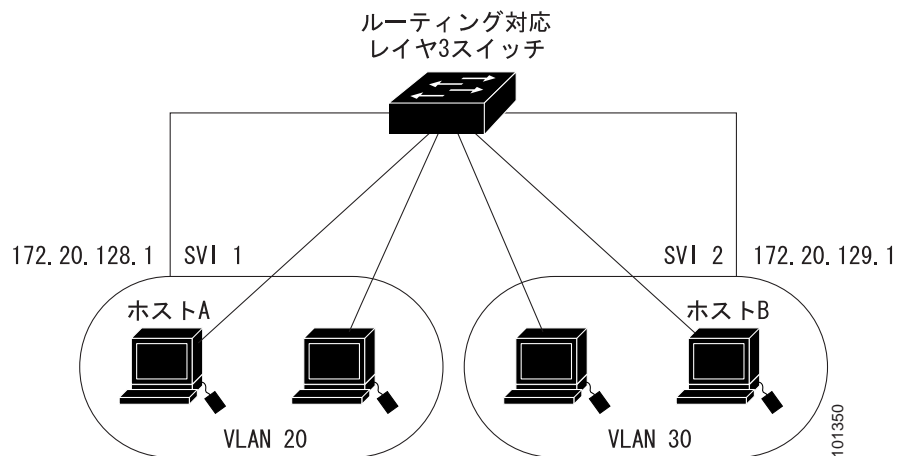 ルーティング対応
レイヤ3スイッチ
172.20.128.1
SVI 1
SVI 2
172.20.129.1
ホストA
ホストB
VLAN 20
VLAN 30
101350